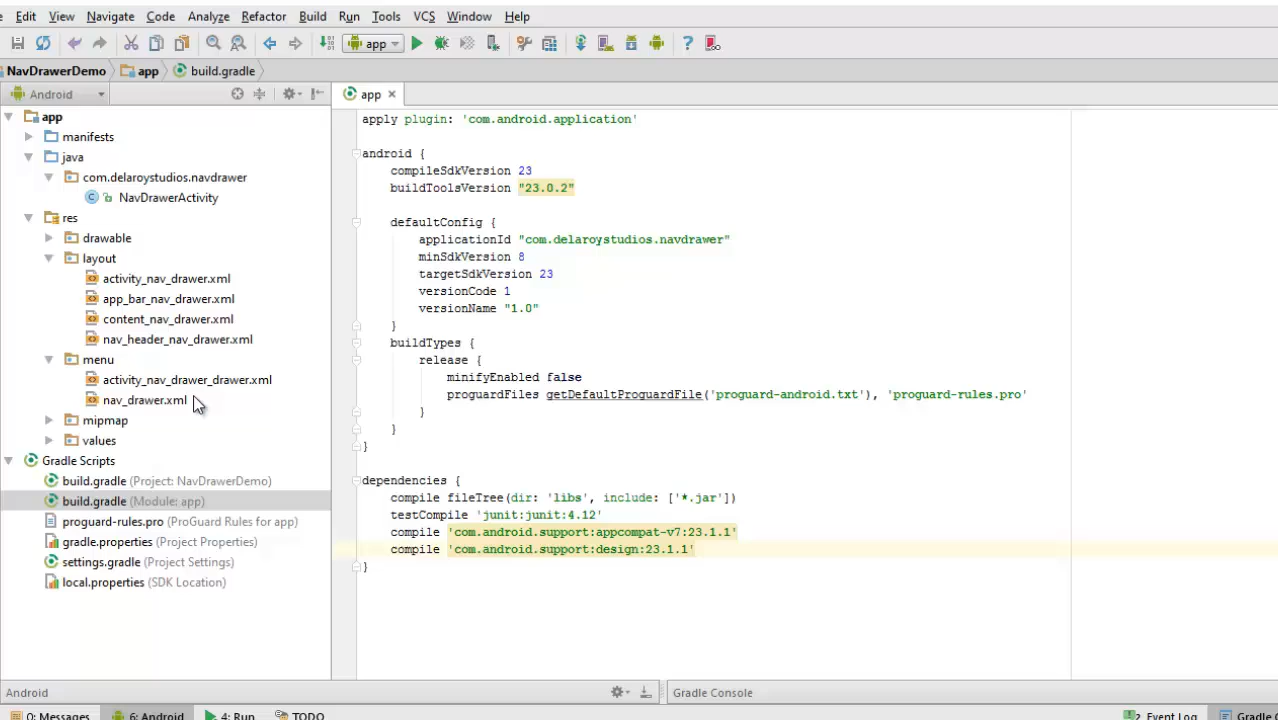 Edit View Navigate Code Analyze Refactor Build Run Tools VCS Window Help
app
NavDrawerDemo app build.gradle
Android
app
app
manifests
java
com.delaroystudios.navdrawer
NavDrawerActivity
res
drawable
layout
activity_nav_drawer.xml
app_bar_nav_drawer.xml
content_nav_drawer.xml
nav_header_nav_drawer.xml
menu
activity_nav_drawer_drawer.xml
nav_drawer.xml
mipmap
values
Gradle Scripts
build.gradle (Project: NavDrawerDemo)
build.gradle (Module: app)
proguard-rules.pro (ProGuard Rules for app)
gradle.properties (Project Properties)
settings.gradle (Project Settings)
local.properties (SDK Location)
apply plugin: 'com.android.application'
android {
compileSdkVersion 23
buildToolsVersion "23.0.2"
defaultConfig {
applicationId "com.delaroystudios.navdrawer"
minSdkVersion 8
targetSdkVersion 23
versionCode 1
versionName "1.0"
}
buildTypes {
release {
minifyEnabled false
proguardFiles getDefaultProguardFile('proguard-android.txt'), 'proguard-rules.pro'
}
}
}
dependencies {
compile fileTree(dir: 'libs', include: ['*.jar'])
testCompile 'junit:junit:4.12'
compile 'com.android.support:appcompat-v7:23.1.1'
compile 'com.android.support:design:23.1.1'
}
Android
Gradle Console
0: Messages 6: Android 4: Run TODO
Event Log